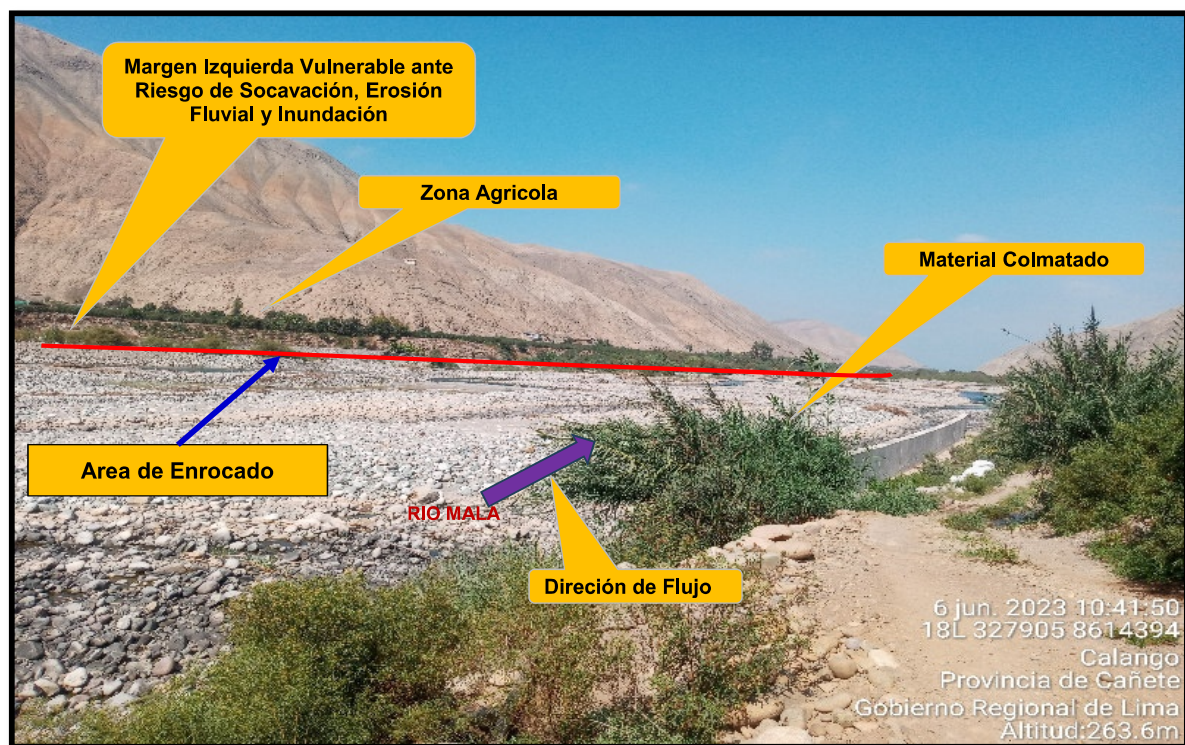 Margen Izquierda Vulnerable ante
Riesgo de Socavación, Erosión
Fluvial y Inundación
Zona Agricola
Material Colmatado
Area de Enrocado
RIO MALA
Direción de Flujo
6 jun. 2023 10:41:50
18L 327905 8614394
Calango
Provincia de Cañete
Gobierno Regional de Lima
Altitud:263.6m